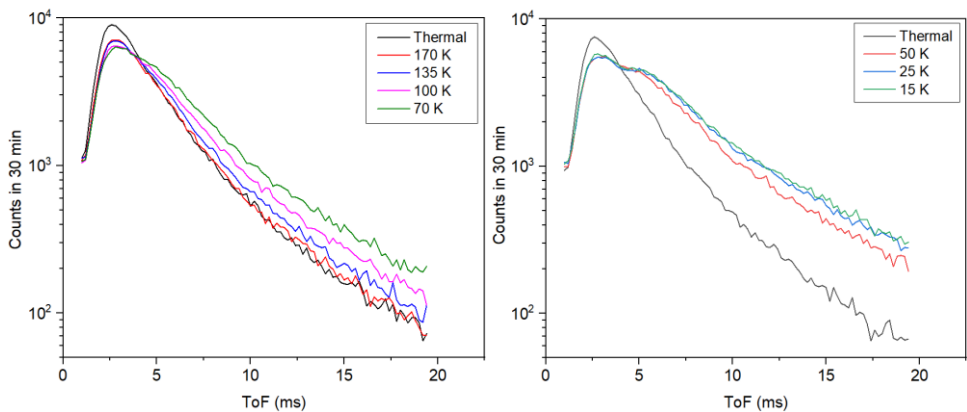 10⁴
10³
10²
Counts in 30 min
0 5 10 15 20
ToF (ms)
Thermal
170 K
135 K
100 K
70 K
10⁴
10³
10²
Counts in 30 min
0 5 10 15 20
ToF (ms)
Thermal
50 K
25 K
15 K